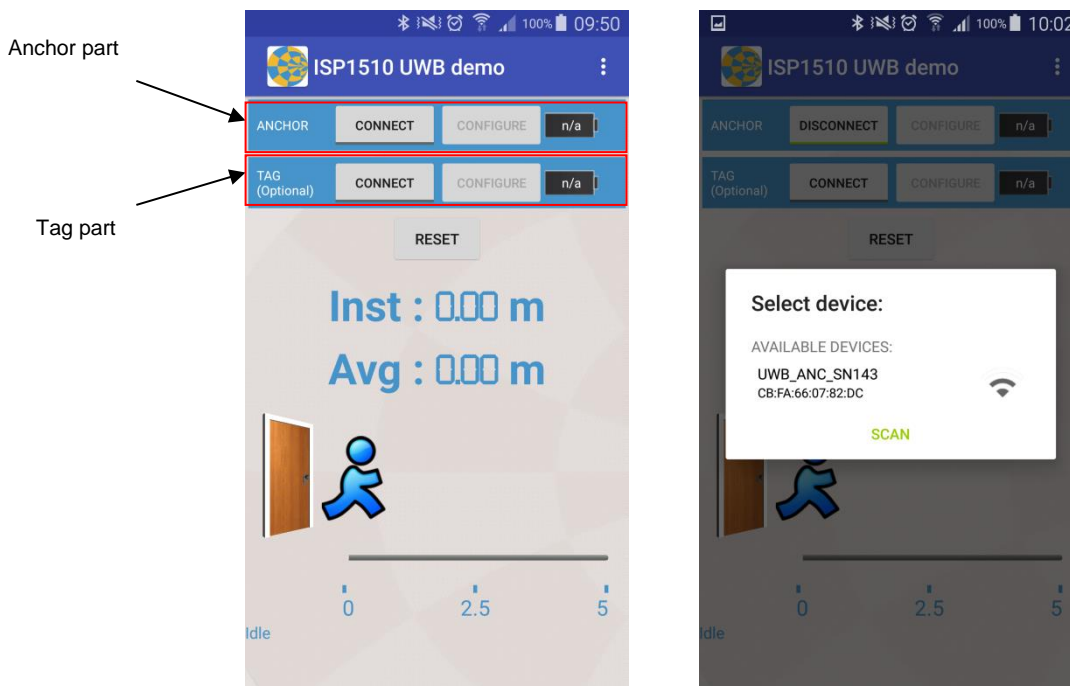 Anchor part
Tag part
100% 09:50
ISP1510 UWB demo
ANCHOR CONNECT CONFIGURE n/a
TAG
(Optional) CONNECT CONFIGURE n/a
RESET
Inst : 0.00 m
Avg : 0.00 m
0 2.5 5
Idle
100% 10:02
ISP1510 UWB demo
ANCHOR DISCONNECT CONFIGURE n/a
TAG
(Optional) CONNECT CONFIGURE n/a
RESET
Select device:
AVAILABLE DEVICES:
UWB_ANC_SN143
CB:FA:66:07:82:DC
SCAN
0 2.5 5
Idle